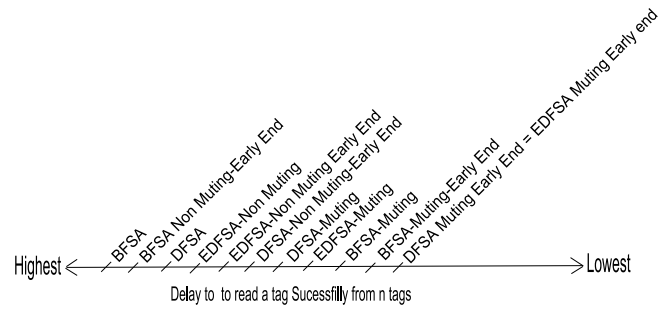 BFSA
BFSA Non Muting-Early End
DFSA
EDFSA-Non Muting
EDFSA-Non Muting Early End
DFSA-Non Muting-Early End
DFSA-Muting
EDFSA-Muting
BFSA-Muting
BFSA-Muting-Early End
DFSA Muting Early End = EDFSA Muting Early end
Highest
Lowest
Delay to to read a tag Sucessfilly from n tags